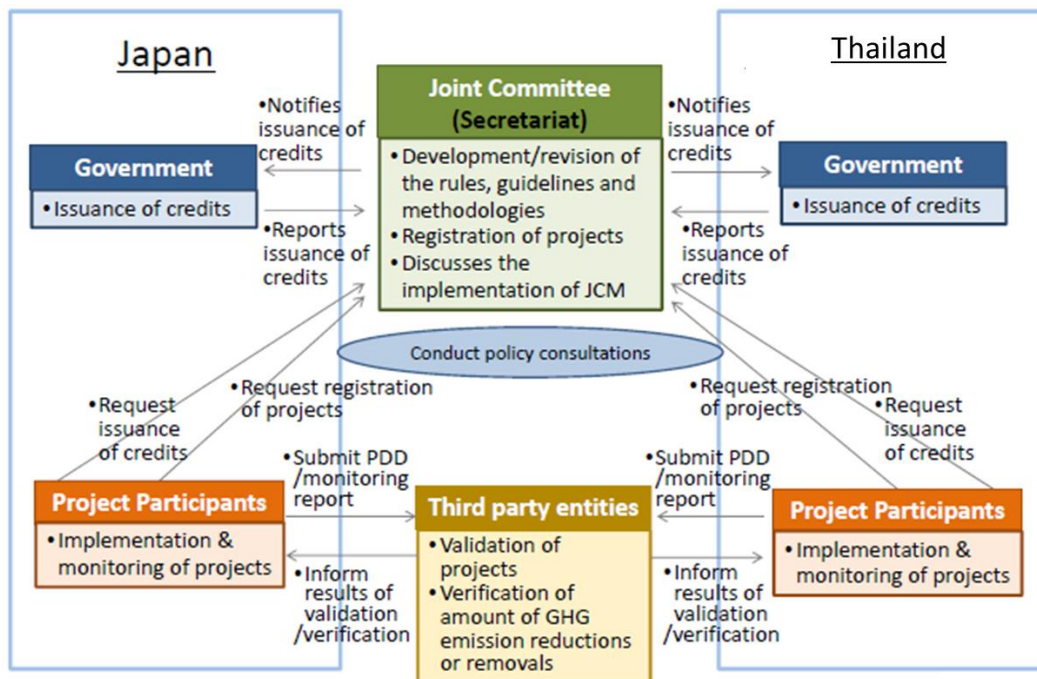 Japan
Thailand
Joint Committee
(Secretariat)
•Notifies
issuance of
credits
•Notifies
issuance of
credits
Government
• Issuance of credits
• Development/revision of
the rules, guidelines and
methodologies
• Registration of projects
• Discusses the
implementation of JCM
Government
• Issuance of credits
•Reports
issuance of
credits
•Reports
issuance of
credits
Conduct policy consultations
•Request registration
of projects
•Request registration
of projects
•Request
issuance
of credits
•Request
issuance
of credits
•Submit PDD
/monitoring
report
•Submit PDD
/monitoring
report
Project Participants
• Implementation &
monitoring of projects
Third party entities
• Validation of
projects
• Verification of
amount of GHG
emission reductions
or removals
Project Participants
• Implementation &
monitoring of projects
•Inform
results of
validation
/verification
•Inform
results of
validation
/verification